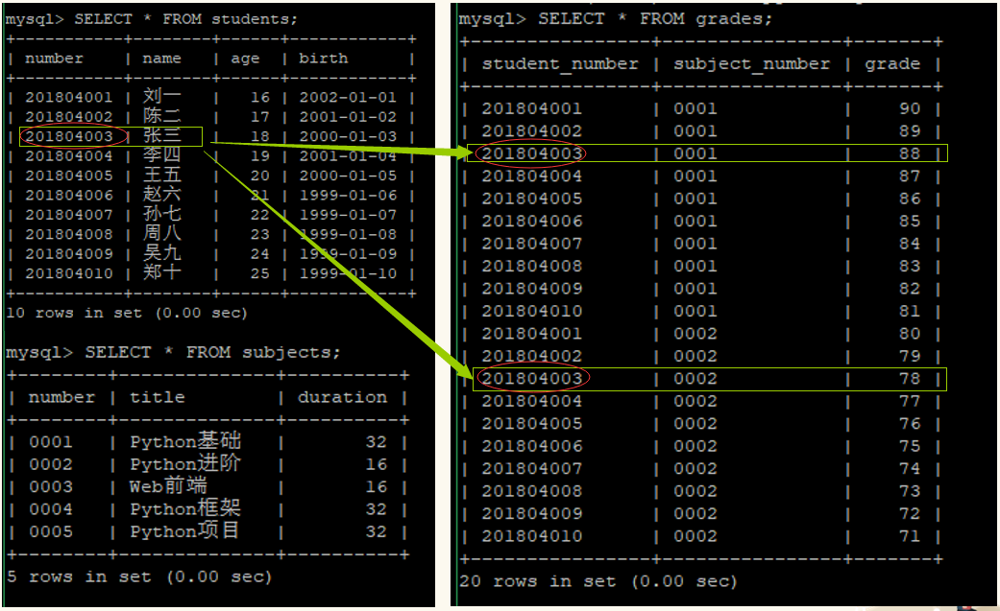 mysql> SELECT * FROM students;
+-----------+--------+------+------------+
| number | name | age | birth |
+-----------+--------+------+------------+
| 201804001 | 刘一 | 16 | 2002-01-01 |
| 201804002 | 陈二 | 17 | 2001-01-02 |
| 201804003 | 张三 | 18 | 2000-01-03 |
| 201804004 | 李四 | 19 | 2001-01-04 |
| 201804005 | 王五 | 20 | 2000-01-05 |
| 201804006 | 赵六 | 21 | 1999-01-06 |
| 201804007 | 孙七 | 22 | 1999-01-07 |
| 201804008 | 周八 | 23 | 1999-01-08 |
| 201804009 | 吴九 | 24 | 1999-01-09 |
| 201804010 | 郑十 | 25 | 1999-01-10 |
+-----------+--------+------+------------+
10 rows in set (0.00 sec)
mysql> SELECT * FROM subjects;
+--------+--------------+----------+
| number | title | duration |
+--------+--------------+----------+
| 0001 | Python基础 | 32 |
| 0002 | Python进阶 | 16 |
| 0003 | Web前端 | 16 |
| 0004 | Python框架 | 32 |
| 0005 | Python项目 | 32 |
+--------+--------------+----------+
5 rows in set (0.00 sec)
mysql> SELECT * FROM grades;
+----------------+----------------+-------+
| student_number | subject_number | grade |
+----------------+----------------+-------+
| 201804001 | 0001 | 90 |
| 201804002 | 0001 | 89 |
| 201804003 | 0001 | 88 |
| 201804004 | 0001 | 87 |
| 201804005 | 0001 | 86 |
| 201804006 | 0001 | 85 |
| 201804007 | 0001 | 84 |
| 201804008 | 0001 | 83 |
| 201804009 | 0001 | 82 |
| 201804010 | 0001 | 81 |
| 201804001 | 0002 | 80 |
| 201804002 | 0002 | 79 |
| 201804003 | 0002 | 78 |
| 201804004 | 0002 | 77 |
| 201804005 | 0002 | 76 |
| 201804006 | 0002 | 75 |
| 201804007 | 0002 | 74 |
| 201804008 | 0002 | 73 |
| 201804009 | 0002 | 72 |
| 201804010 | 0002 | 71 |
+----------------+----------------+-------+
20 rows in set (0.00 sec)